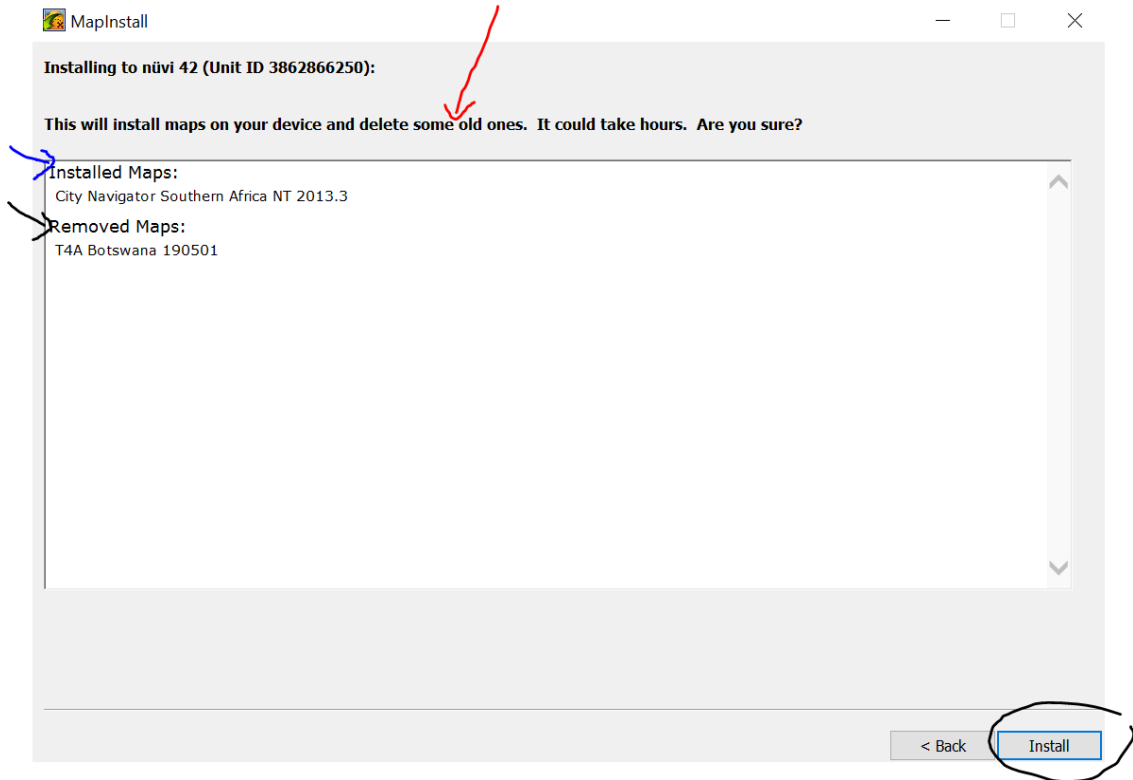 MapInstall
Installing to nüvi 42 (Unit ID 3862866250):
This will install maps on your device and delete some old ones.  It could take hours.  Are you sure?
Installed Maps:
City Navigator Southern Africa NT 2013.3
Removed Maps:
T4A Botswana 190501
< Back
Install